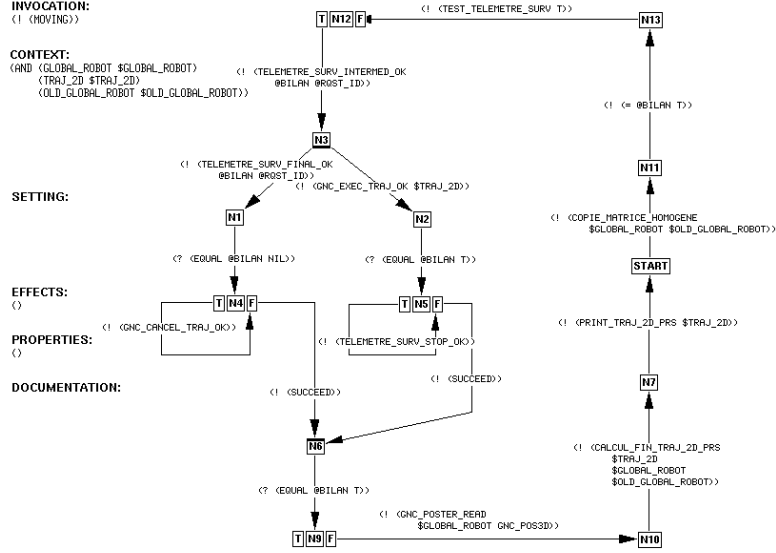 INVOCATION:
(! (MOVING))
(! (TEST_TELEMETRE_SURV T))
T N12 F
N13
CONTEXT:
(AND (GLOBAL_ROBOT $GLOBAL_ROBOT)
(TRAJ_2D $TRAJ_2D)
(OLD_GLOBAL_ROBOT $OLD_GLOBAL_ROBOT))
(! (TELEMETRE_SURV_INTERMED_OK
@BILAN @RQST_ID))
(! (= @BILAN T))
N3
(! (TELEMETRE_SURV_FINAL_OK
@BILAN @RQST_ID))
N11
(! (GNC_EXEC_TRAJ_OK $TRAJ_2D))
SETTING:
N1
N2
(! (COPIE_MATRICE_HOMOGENE
$GLOBAL_ROBOT $OLD_GLOBAL_ROBOT))
(? (EQUAL @BILAN NIL))
(? (EQUAL @BILAN T))
START
EFFECTS:
()
T N4 F
T N5 F
(! (GNC_CANCEL_TRAJ_OK))
(! (PRINT_TRAJ_2D_PRS $TRAJ_2D))
PROPERTIES:
()
(! (TELEMETRE_SURV_STOP_OK))
DOCUMENTATION:
(! (SUCCEED))
(! (SUCCEED))
N7
N6
(! (CALCUL_FIN_TRAJ_2D_PRS
$TRAJ_2D
$GLOBAL_ROBOT
$OLD_GLOBAL_ROBOT))
(? (EQUAL @BILAN T))
(! (GNC_POSTER_READ
$GLOBAL_ROBOT GNC_POS3D))
T N9 F
N10